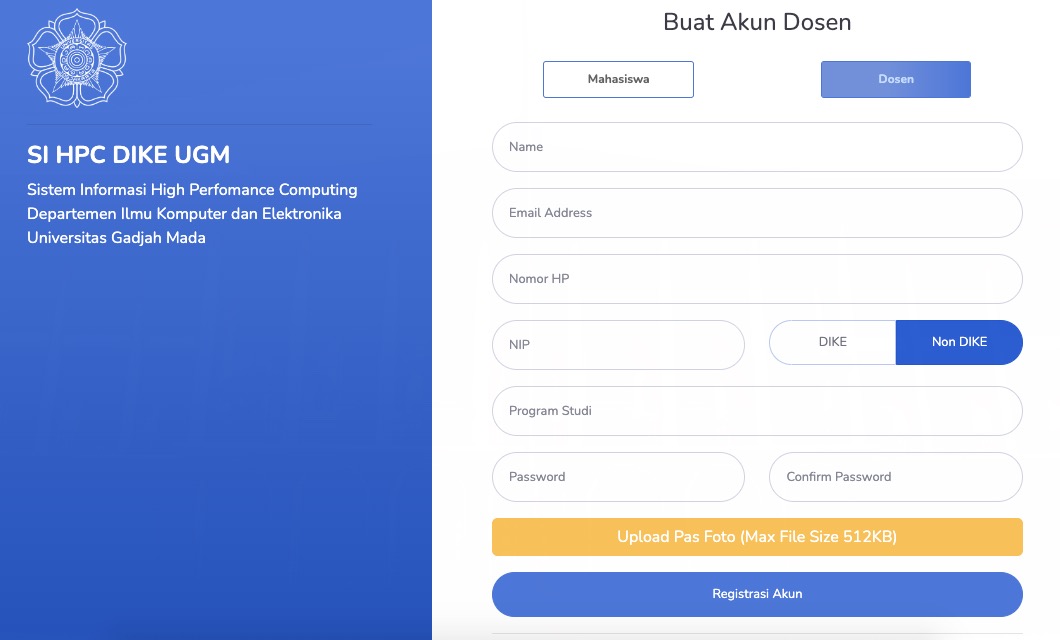 SI HPC DIKE UGM
Sistem Informasi High Perfomance Computing
Departemen Ilmu Komputer dan Elektronika
Universitas Gadjah Mada
Buat Akun Dosen
Mahasiswa
Dosen
Name
Email Address
Nomor HP
NIP
DIKE
Non DIKE
Program Studi
Password
Confirm Password
Upload Pas Foto (Max File Size 512KB)
Registrasi Akun